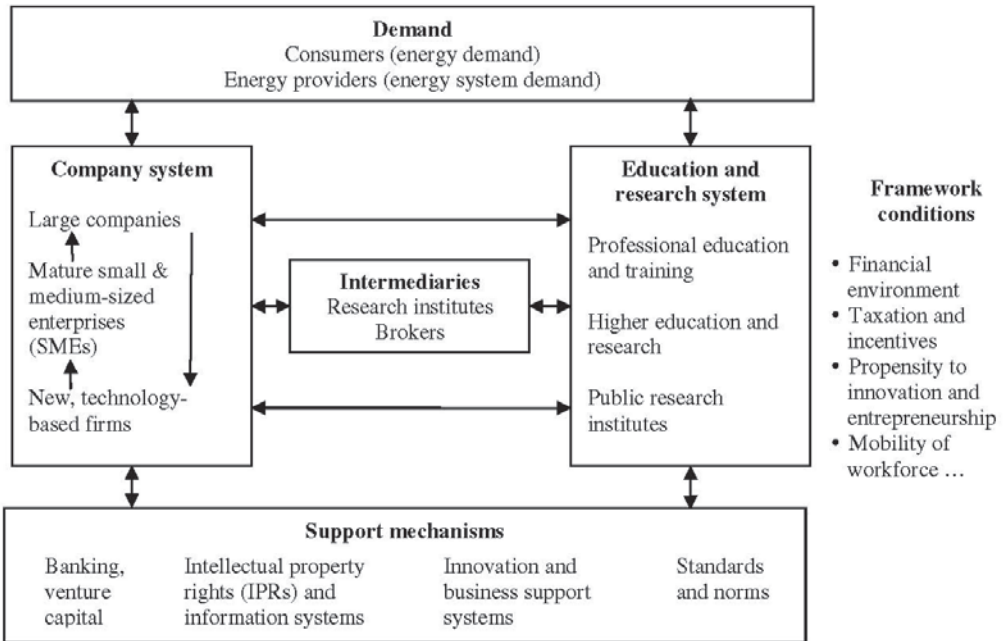 Demand
Consumers (energy demand)
Energy providers (energy system demand)
Company system
Large companies
Mature small &
medium-sized
enterprises
(SMEs)
New, technology-
based firms
Intermediaries
Research institutes
Brokers
Education and
research system
Professional education
and training
Higher education and
research
Public research
institutes
Framework
conditions
• Financial
environment
• Taxation and
incentives
• Propensity to
innovation and
entrepreneurship
• Mobility of
workforce ...
Support mechanisms
Banking,
venture
capital
Intellectual property
rights (IPRs) and
information systems
Innovation and
business support
systems
Standards
and norms